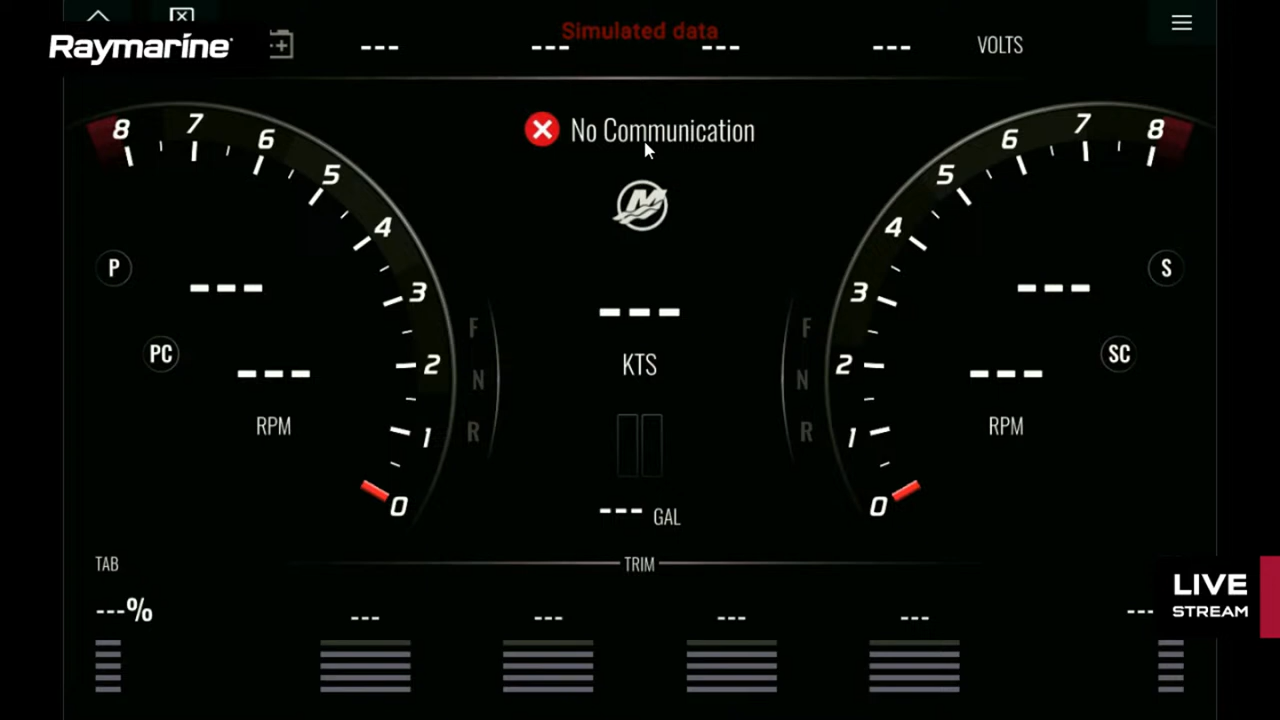 Simulated data
Raymarine
--- --- --- --- VOLTS
No Communication
8 7 6 5 4 3 2 1 0
P
---
PC
---
RPM
F
N
R
---
KTS
--- GAL
8 7 6 5 4 3 2 1 0
S
---
SC
---
RPM
F
N
R
TAB
TRIM
---%
--- --- --- ---
---
LIVE
STREAM